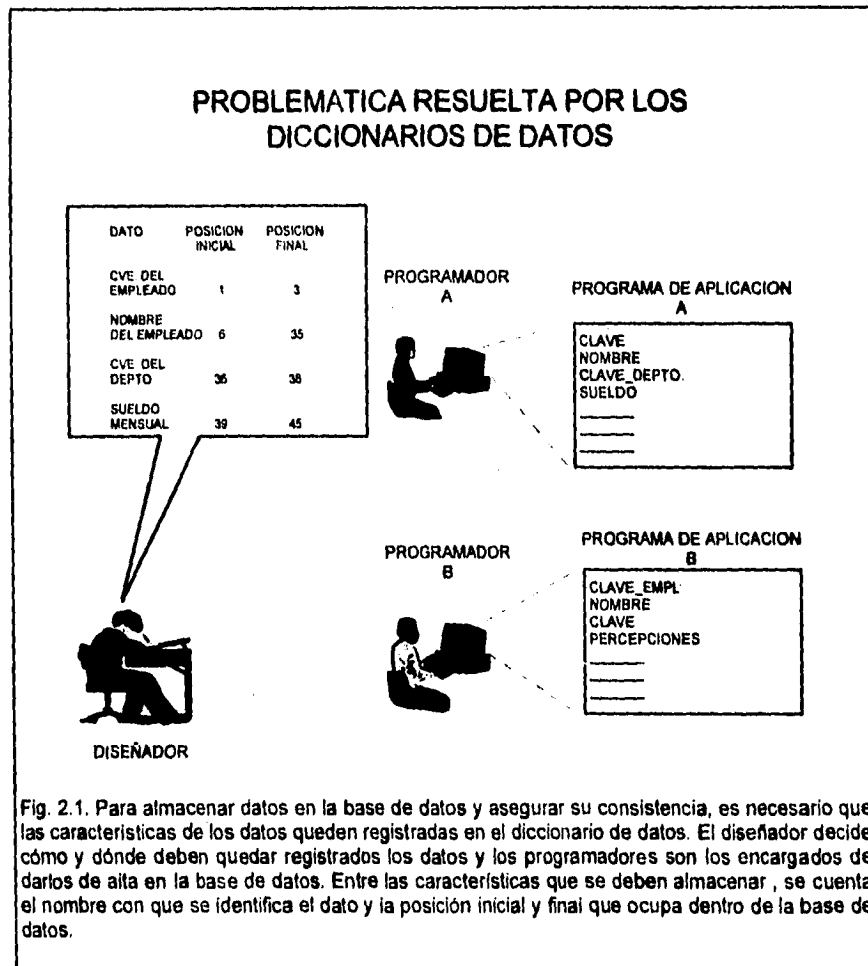 PROBLEMATICA RESUELTA POR LOS
DICCIONARIOS DE DATOS
DATO POSICION INICIAL POSICION FINAL
CVE DEL EMPLEADO 1 3
NOMBRE DEL EMPLEADO 6 35
CVE DEL DEPTO 36 38
SUELDO MENSUAL 39 45
DISEÑADOR
PROGRAMADOR
A
PROGRAMA DE APLICACION
A
CLAVE
NOMBRE
CLAVE_DEPTO.
SUELDO
PROGRAMADOR
B
PROGRAMA DE APLICACION
B
CLAVE_EMPL
NOMBRE
CLAVE
PERCEPCIONES
Fig. 2.1. Para almacenar datos en la base de datos y asegurar su consistencia, es necesario que
las características de los datos queden registradas en el diccionario de datos. El diseñador decide
cómo y dónde deben quedar registrados los datos y los programadores son los encargados de
darlos de alta en la base de datos. Entre las características que se deben almacenar , se cuenta
el nombre con que se identifica el dato y la posición inicial y final que ocupa dentro de la base de
datos.